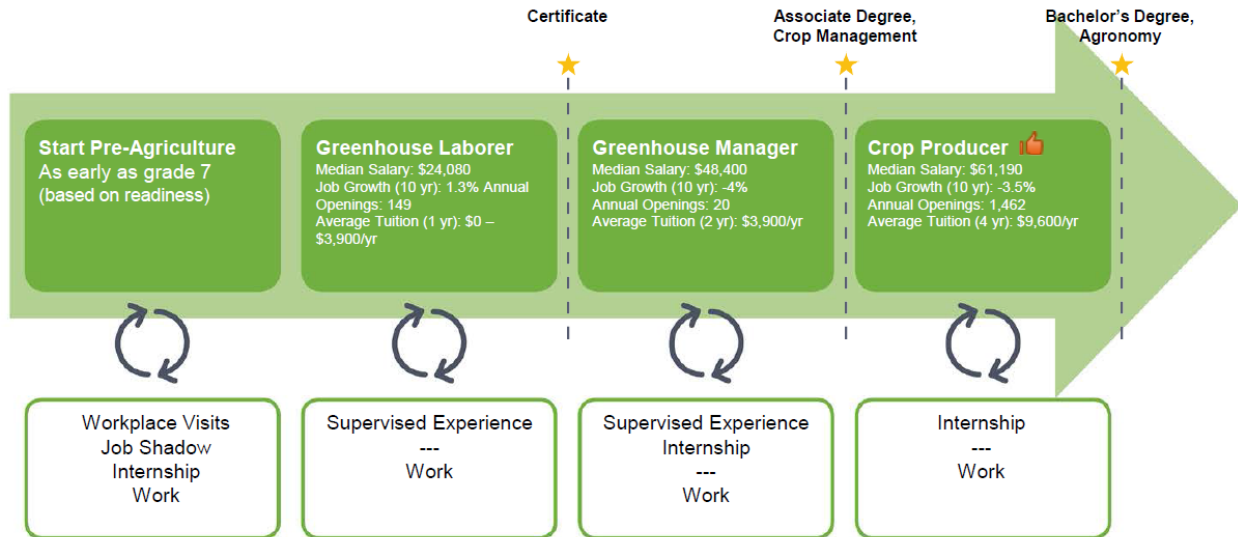 Certificate
Associate Degree,
Crop Management
Bachelor's Degree,
Agronomy
Start Pre-Agriculture
As early as grade 7
(based on readiness)
Greenhouse Laborer
Median Salary: $24,080
Job Growth (10 yr): 1.3% Annual
Openings: 149
Average Tuition (1 yr): $0 –
$3,900/yr
Greenhouse Manager
Median Salary: $48,400
Job Growth (10 yr): -4%
Annual Openings: 20
Average Tuition (2 yr): $3,900/yr
Crop Producer
Median Salary: $61,190
Job Growth (10 yr): -3.5%
Annual Openings: 1,462
Average Tuition (4 yr): $9,600/yr
Workplace Visits
Job Shadow
Internship
Work
Supervised Experience
---
Work
Supervised Experience
Internship
---
Work
Internship
---
Work